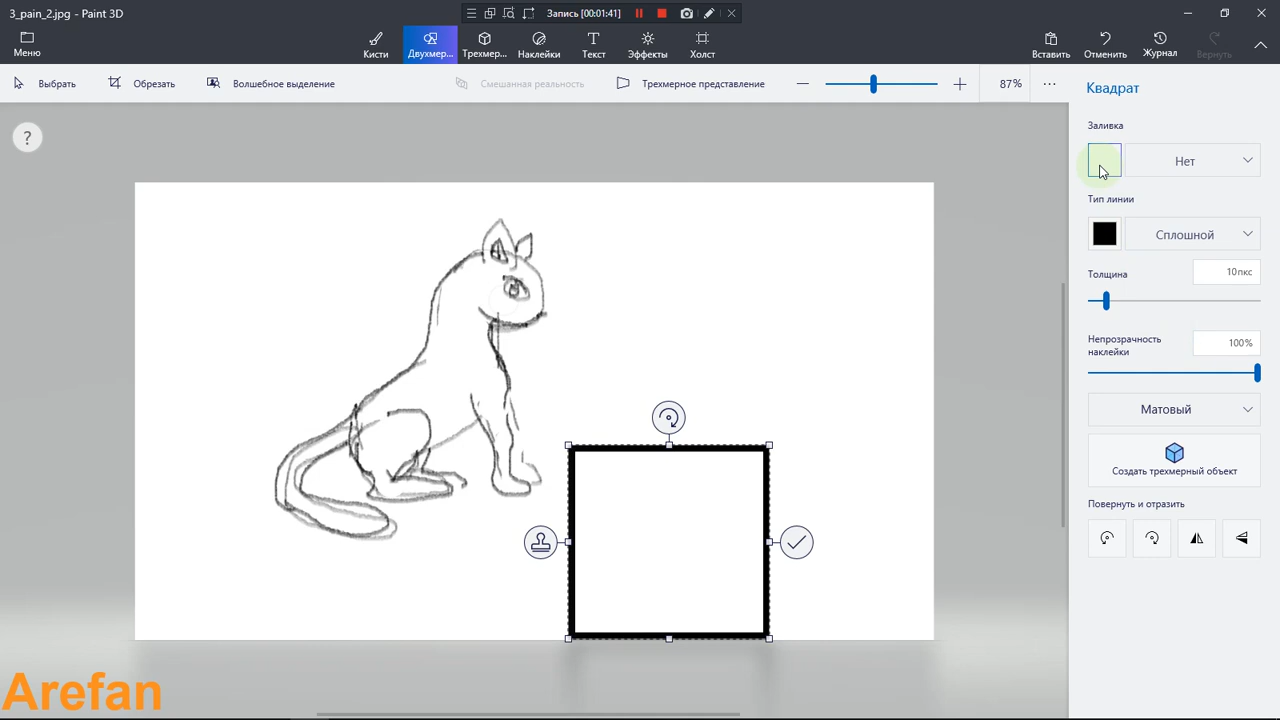 3_pain_2.jpg - Paint 3D
Запись [00:01:41]
Меню
Кисти
Двухмер...
Трехмер...
Наклейки
Текст
Эффекты
Холст
Вставить
Отменить
Журнал
Вернуть
Выбрать
Обрезать
Волшебное выделение
Смешанная реальность
Трехмерное представление
87%
Квадрат
?
Заливка
Нет
Тип линии
Сплошной
Толщина
10пкс
Непрозрачность
наклейки
100%
Матовый
Создать трехмерный объект
Повернуть и отразить
Arefan